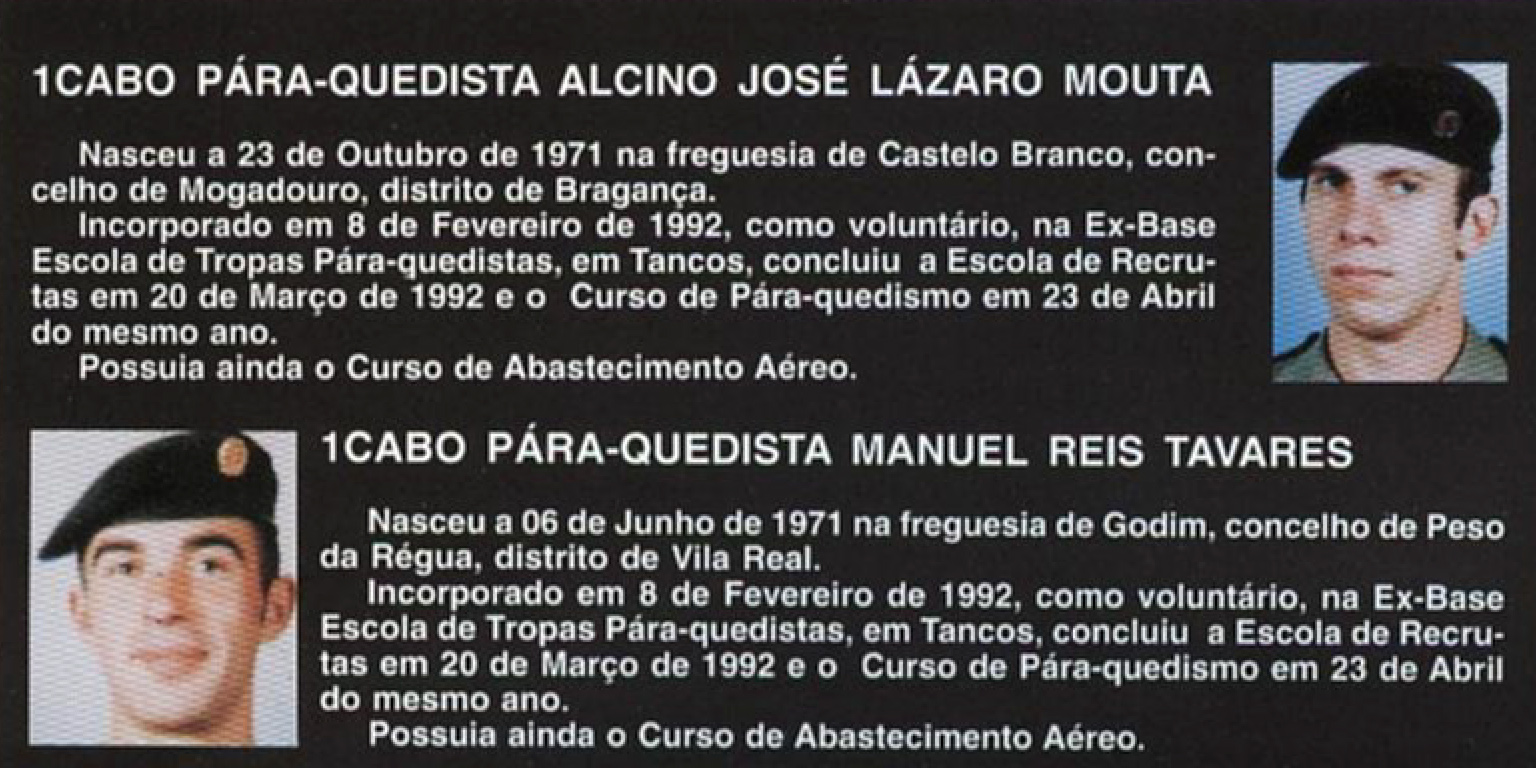 1CABO PÁRA-QUEDISTA ALCINO JOSÉ LÁZARO MOUTA
Nasceu a 23 de Outubro de 1971 na freguesia de Castelo Branco, con-
celho de Mogadouro, distrito de Bragança.
Incorporado em 8 de Fevereiro de 1992, como voluntário, na Ex-Base
Escola de Tropas Pára-quedistas, em Tancos, concluiu a Escola de Recru-
tas em 20 de Março de 1992 e o Curso de Pára-quedismo em 23 de Abril
do mesmo ano.
Possuia ainda o Curso de Abastecimento Aéreo.
1CABO PÁRA-QUEDISTA MANUEL REIS TAVARES
Nasceu a 06 de Junho de 1971 na freguesia de Godim, concelho de Peso
da Régua, distrito de Vila Real.
Incorporado em 8 de Fevereiro de 1992, como voluntário, na Ex-Base
Escola de Tropas Pára-quedistas, em Tancos, concluiu a Escola de Recru-
tas em 20 de Março de 1992 e o Curso de Pára-quedismo em 23 de Abril
do mesmo ano.
Possuia ainda o Curso de Abastecimento Aéreo.